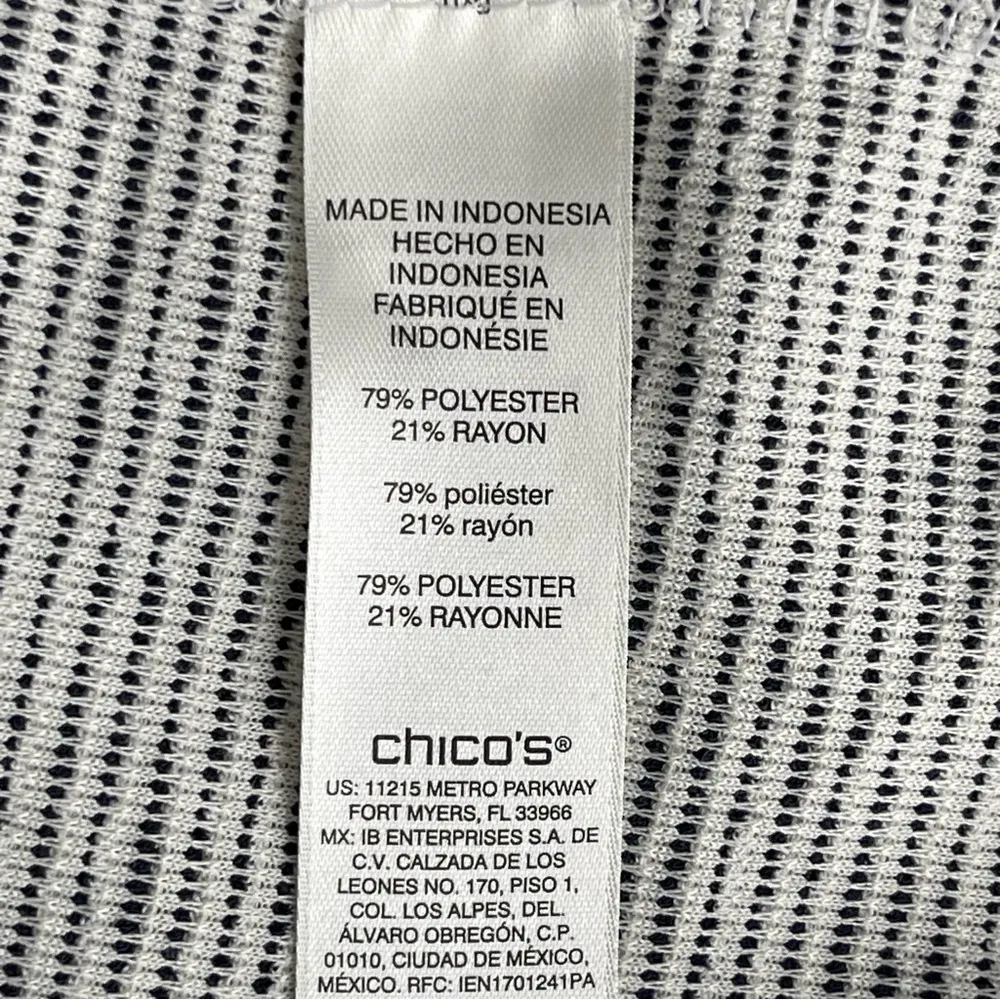 MADE IN INDONESIA
HECHO EN
INDONESIA
FABRIQUÉ EN
INDONÉSIE
79% POLYESTER
21% RAYON
79% poliéster
21% rayón
79% POLYESTER
21% RAYONNE
chico's®
US: 11215 METRO PARKWAY
FORT MYERS, FL 33966
MX: IB ENTERPRISES S.A. DE
C.V. CALZADA DE LOS
LEONES NO. 170, PISO 1,
COL. LOS ALPES, DEL.
ÁLVARO OBREGÓN, C.P.
01010, CIUDAD DE MÉXICO,
MÉXICO. RFC: IEN1701241PA